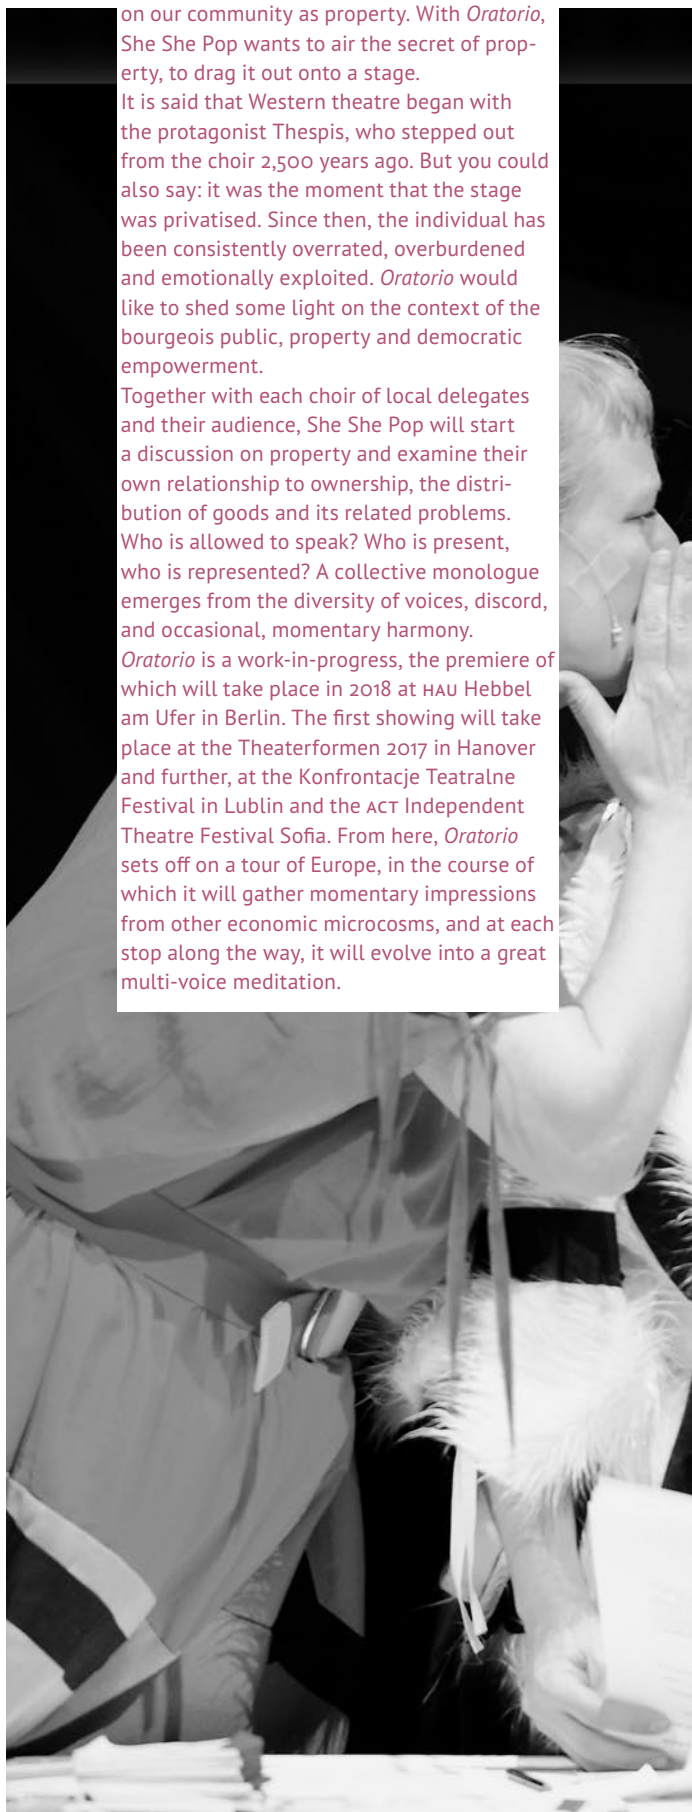 on our community as property. With Oratorio,
She She Pop wants to air the secret of prop-
erty, to drag it out onto a stage.
It is said that Western theatre began with
the protagonist Thespis, who stepped out
from the choir 2,500 years ago. But you could
also say: it was the moment that the stage
was privatised. Since then, the individual has
been consistently overrated, overburdened
and emotionally exploited. Oratorio would
like to shed some light on the context of the
bourgeois public, property and democratic
empowerment.
Together with each choir of local delegates
and their audience, She She Pop will start
a discussion on property and examine their
own relationship to ownership, the distri-
bution of goods and its related problems.
Who is allowed to speak? Who is present,
who is represented? A collective monologue
emerges from the diversity of voices, discord,
and occasional, momentary harmony.
Oratorio is a work-in-progress, the premiere of
which will take place in 2018 at HAU Hebbel
am Ufer in Berlin. The first showing will take
place at the Theaterformen 2017 in Hanover
and further, at the Konfrontacje Teatralne
Festival in Lublin and the ACT Independent
Theatre Festival Sofia. From here, Oratorio
sets off on a tour of Europe, in the course of
which it will gather momentary impressions
from other economic microcosms, and at each
stop along the way, it will evolve into a great
multi-voice meditation.